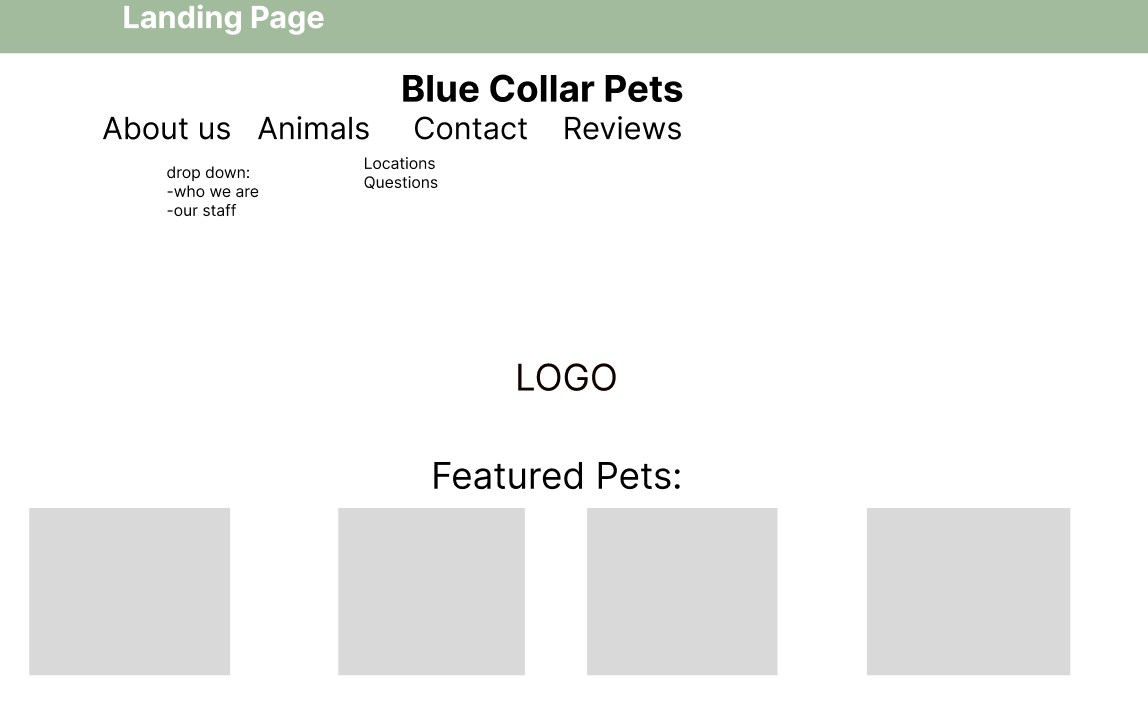 Landing Page
Blue Collar Pets
About us Animals Contact Reviews
drop down:
-who we are
-our staff
Locations
Questions
LOGO
Featured Pets: